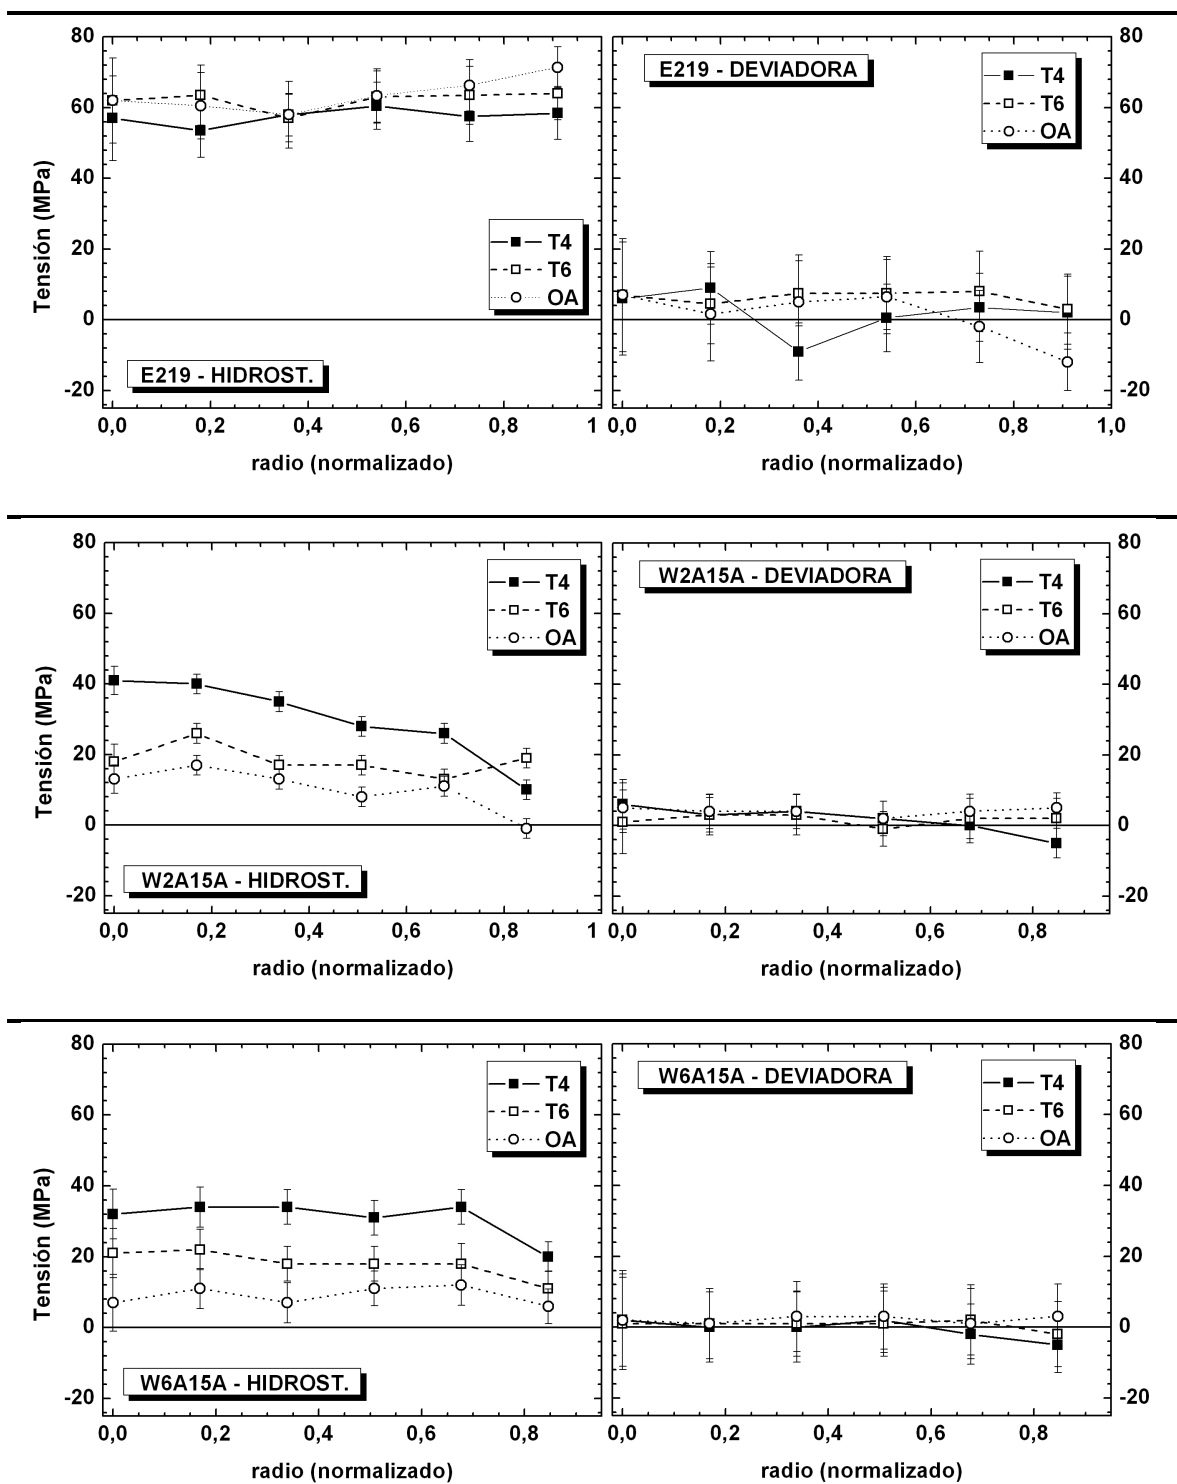 80
60
40
20
0
-20
Tensión (MPa)
T4
T6
OA
E219 - HIDROST.
0,0 0,2 0,4 0,6 0,8 1
radio (normalizado)
E219 - DEVIADORA
T4
T6
OA
80
60
40
20
0
-20
0,0 0,2 0,4 0,6 0,8 1,0
radio (normalizado)
80
60
40
20
0
-20
Tensión (MPa)
T4
T6
OA
W2A15A - HIDROST.
0,0 0,2 0,4 0,6 0,8 1
radio (normalizado)
W2A15A - DEVIADORA
T4
T6
OA
80
60
40
20
0
-20
0,0 0,2 0,4 0,6 0,8
radio (normalizado)
80
60
40
20
0
-20
Tensión (MPa)
T4
T6
OA
W6A15A - HIDROST.
0,0 0,2 0,4 0,6 0,8
radio (normalizado)
W6A15A - DEVIADORA
T4
T6
OA
80
60
40
20
0
-20
0,0 0,2 0,4 0,6 0,8
radio (normalizado)